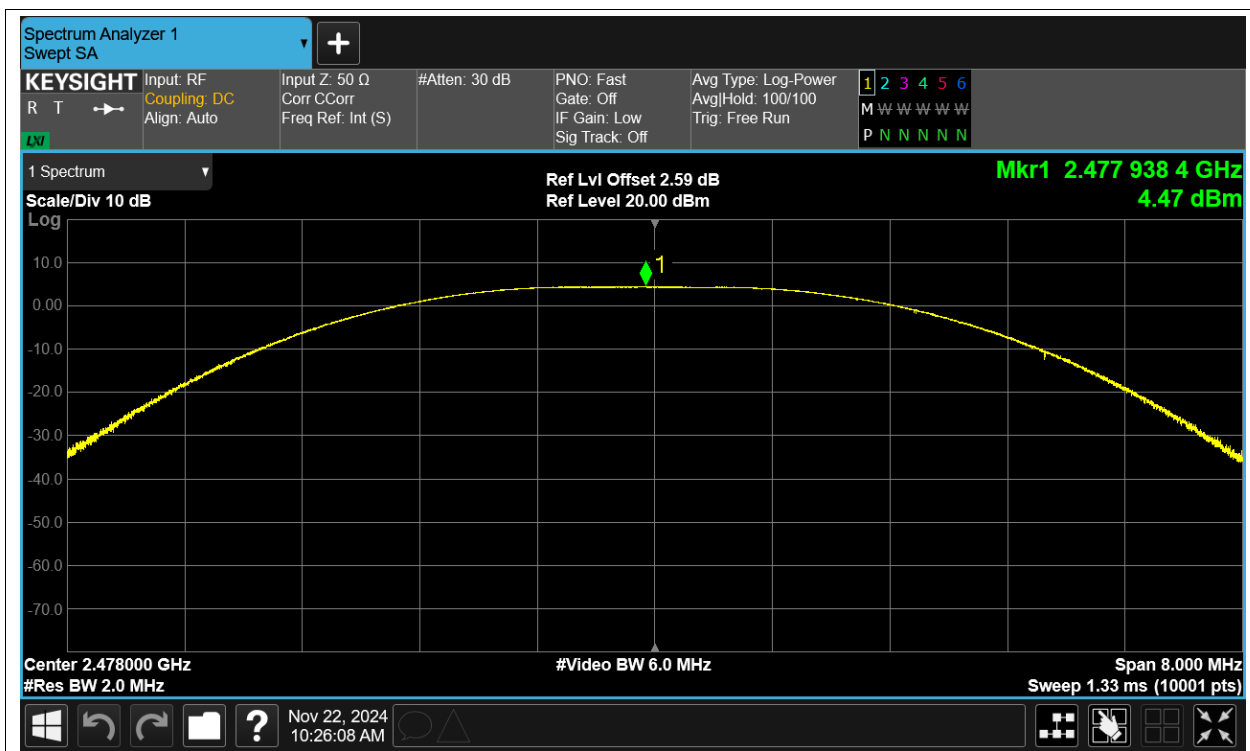 Spectrum Analyzer 1
Swept SA
KEYSIGHT
R T
LXI
Input: RF
Coupling: DC
Align: Auto
Input Z: 50 Ω
Corr CCorr
Freq Ref: Int (S)
#Atten: 30 dB
PNO: Fast
Gate: Off
IF Gain: Low
Sig Track: Off
Avg Type: Log-Power
Avg|Hold: 100/100
Trig: Free Run
1 2 3 4 5 6
M W W W W W
P N N N N N
1 Spectrum
Scale/Div 10 dB
Ref Lvl Offset 2.59 dB
Ref Level 20.00 dBm
Mkr1 2.477 938 4 GHz
4.47 dBm
Log
10.0
0.00
-10.0
-20.0
-30.0
-40.0
-50.0
-60.0
-70.0
1
Center 2.478000 GHz
#Res BW 2.0 MHz
#Video BW 6.0 MHz
Span 8.000 MHz
Sweep 1.33 ms (10001 pts)
?
Nov 22, 2024
10:26:08 AM